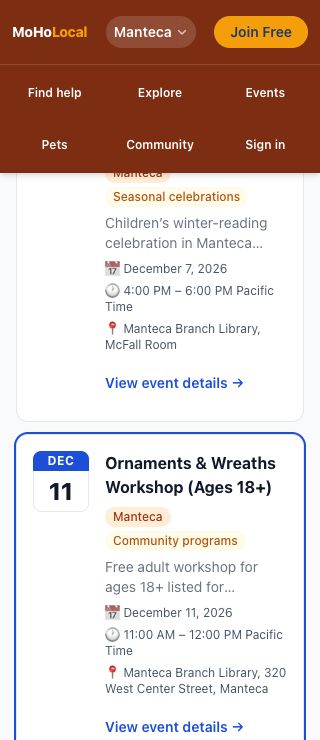 MoHoLocal
Manteca
Join Free
Find help
Explore
Events
Pets
Community
Sign in
Manteca
Seasonal celebrations
Children's winter-reading
celebration in Manteca...
December 7, 2026
4:00 PM – 6:00 PM Pacific
Time
Manteca Branch Library,
McFall Room
View event details →
DEC
11
Ornaments & Wreaths
Workshop (Ages 18+)
Manteca
Community programs
Free adult workshop for
ages 18+ listed for...
December 11, 2026
11:00 AM – 12:00 PM Pacific
Time
Manteca Branch Library, 320
West Center Street, Manteca
View event details →